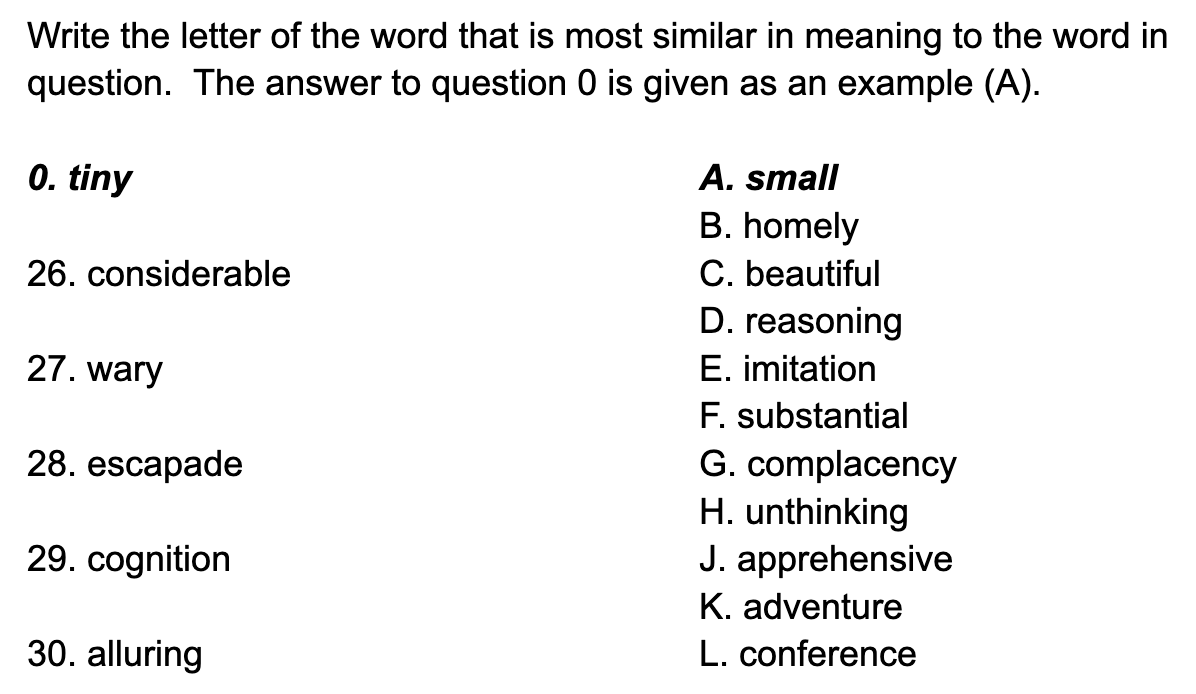 Write the letter of the word that is most similar in meaning to the word in
question.  The answer to question 0 is given as an example (A).
0. tiny
A. small
B. homely
26. considerable
C. beautiful
D. reasoning
27. wary
E. imitation
F. substantial
28. escapade
G. complacency
H. unthinking
29. cognition
J. apprehensive
K. adventure
30. alluring
L. conference